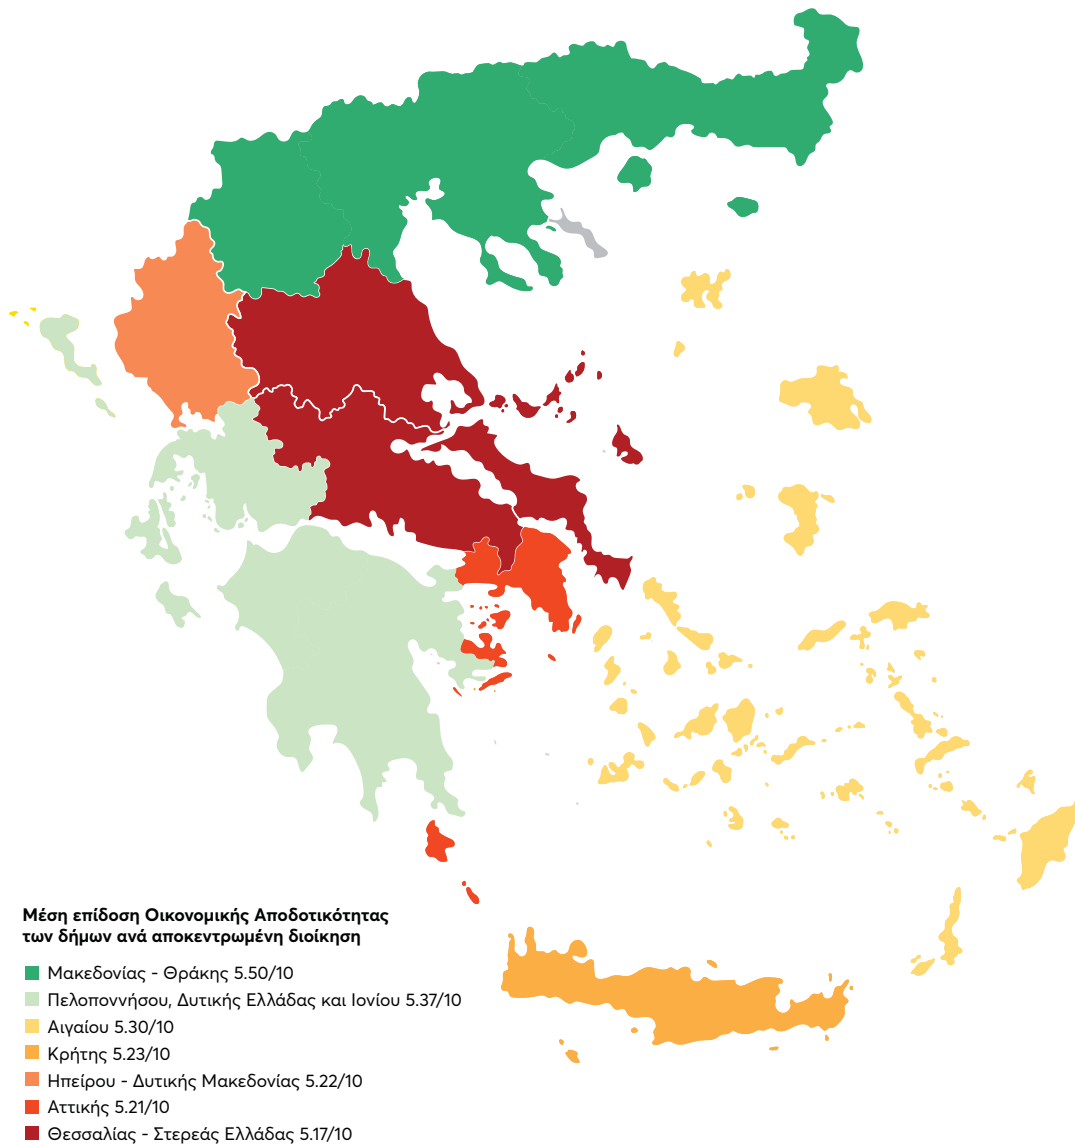 Μέση επίδοση Οικονομικής Αποδοτικότητας
των δήμων ανά αποκεντρωμένη διοίκηση
Μακεδονίας - Θράκης 5.50/10
Πελοποννήσου, Δυτικής Ελλάδας και Ιονίου 5.37/10
Αιγαίου 5.30/10
Κρήτης 5.23/10
Ηπείρου - Δυτικής Μακεδονίας 5.22/10
Αττικής 5.21/10
Θεσσαλίας - Στερεάς Ελλάδας 5.17/10